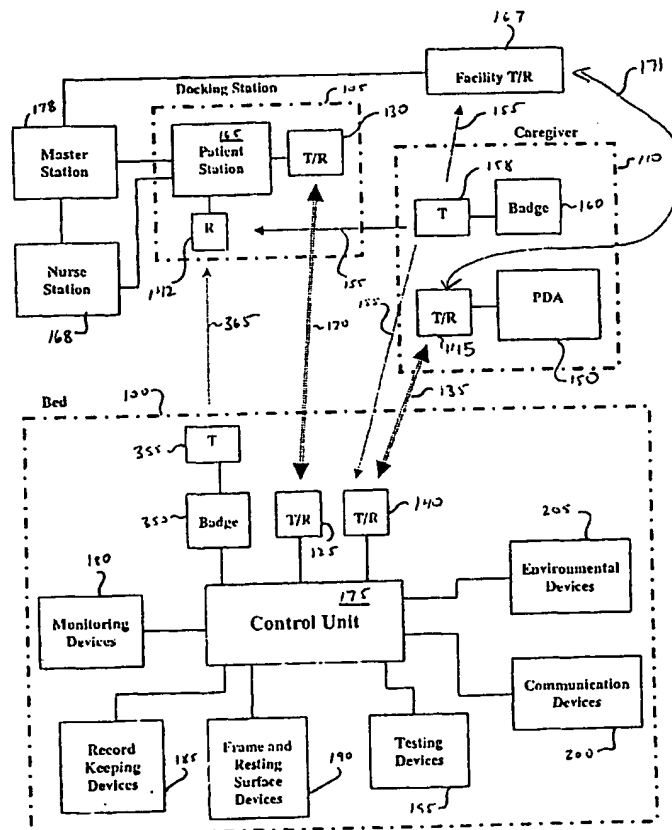 167
Facility T/R
171
Docking Station
105
178
165
Patient
Station
130
T/R
155
Caregiver
110
Master
Station
158
T
Badge
160
R
142
155
Nurse
Station
168
365
170
155
T/R
1145
PDA
150
135
Bed
100
T
355
350
Badge
T/R
125
T/R
140
205
Environmental
Devices
180
Monitoring
Devices
175
Control Unit
Communication
Devices
200
Record
Keeping
Devices
185
Frame and
Resting
Surface
Devices
190
Testing
Devices
195